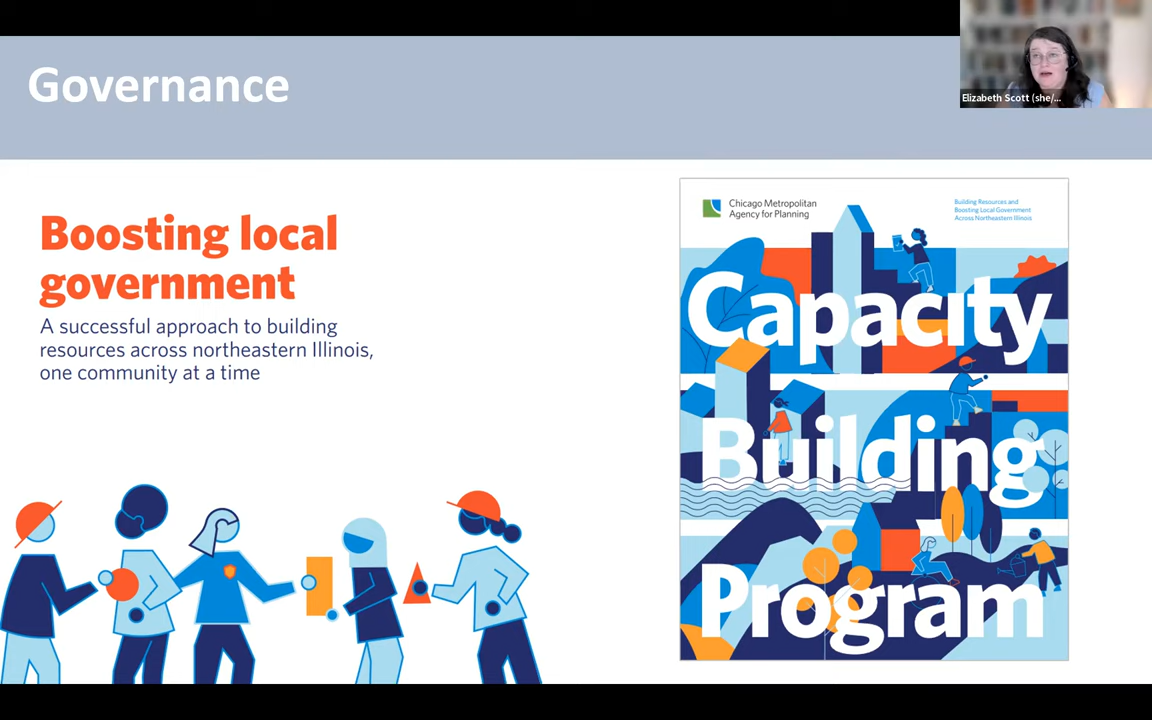 Governance
Elizabeth Scott (she/...
Boosting local
government
A successful approach to building
resources across northeastern Illinois,
one community at a time
Chicago Metropolitan
Agency for Planning
Building Resources and
Boosting Local Government
Across Northeastern Illinois
Capacity
Building
Program